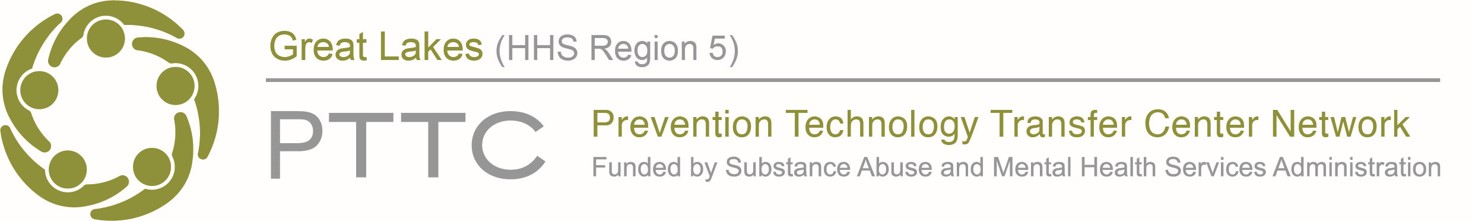 Great Lakes (HHS Region 5)
PTTC
Prevention Technology Transfer Center Network
Funded by Substance Abuse and Mental Health Services Administration